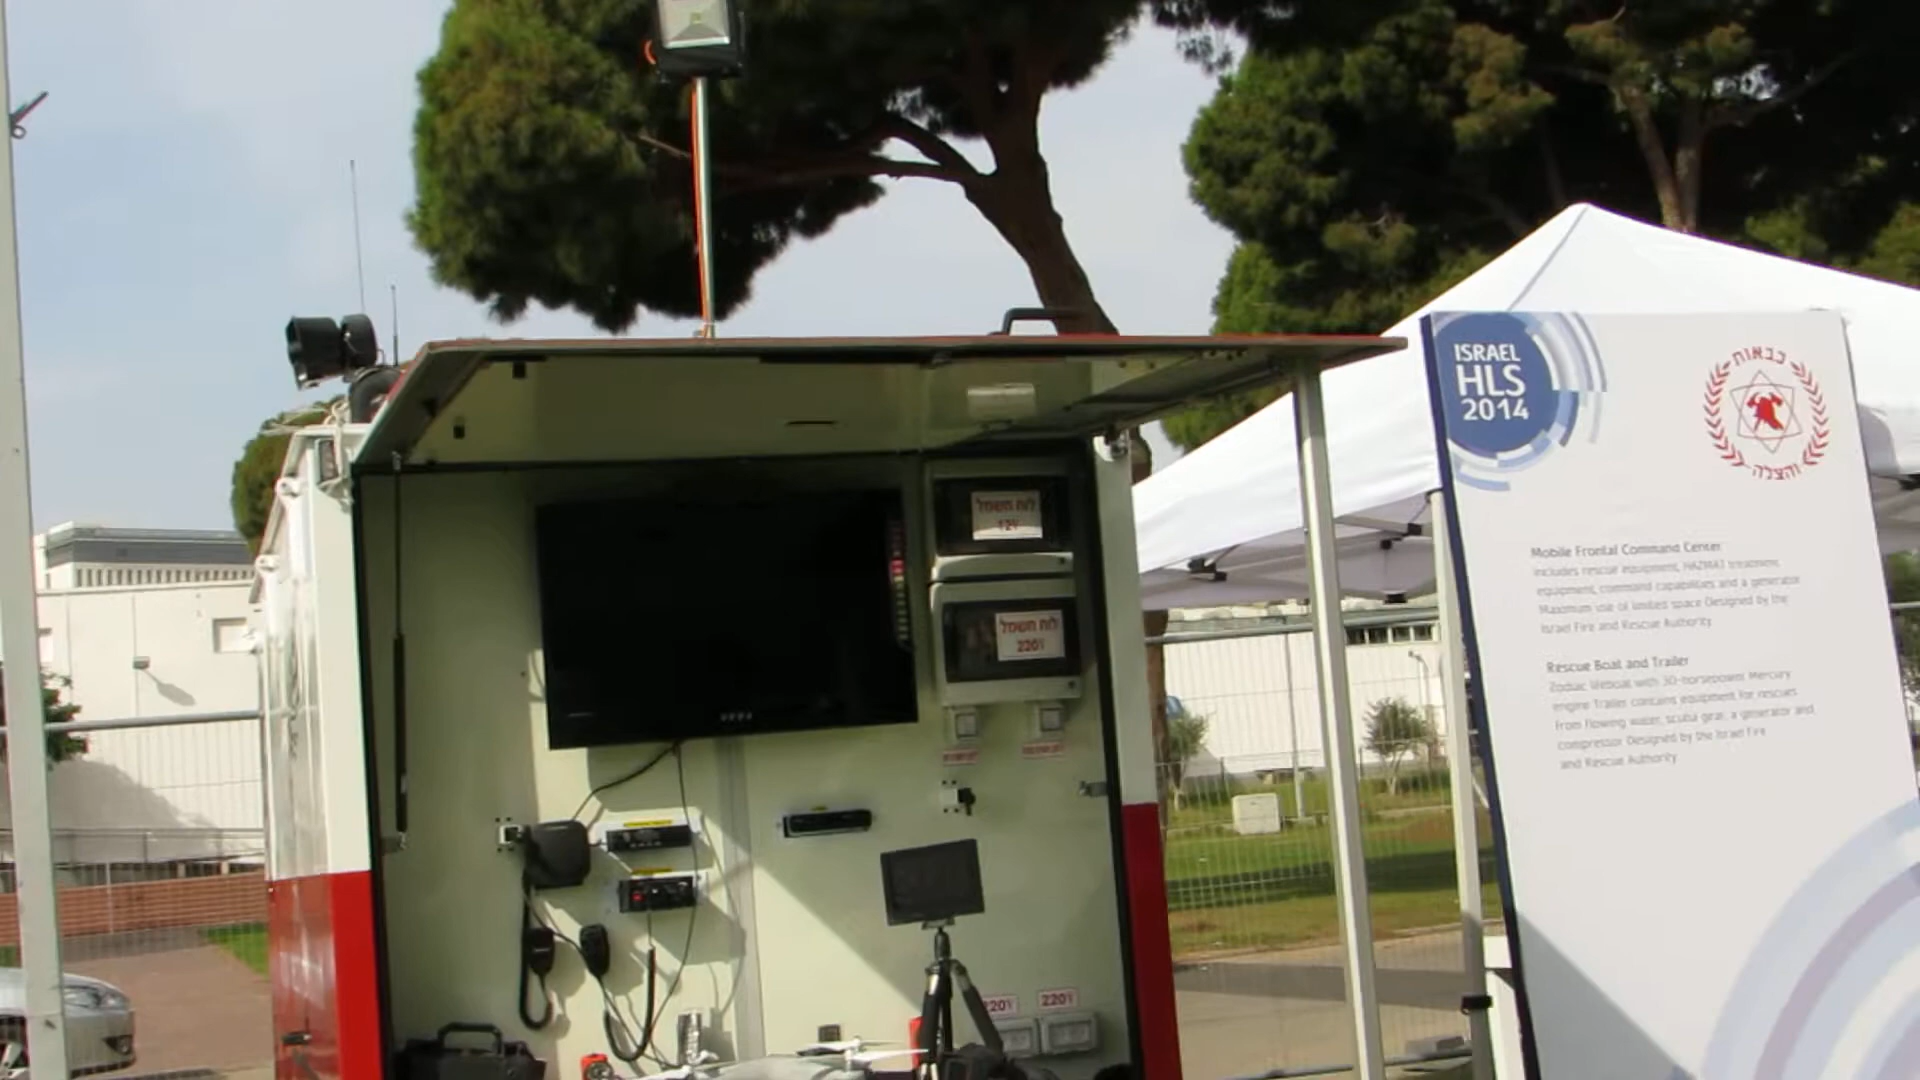 ISRAEL
HLS
2014
כבאות
והצלה
Mobile Frontal Command Center
includes rescue equipment, HAZMAT treatment
equipment, command capabilities and a generator
Maximum use of limited space Designed by the
Israel Fire and Rescue Authority
Rescue Boat and Trailer
Zodiac with 30-horsepower Mercury
engine Trailer contains equipment for rescues
from flowing water, scuba gear, a generator and
compressor Designed by the Israel Fire
and Rescue Authority
לוח חשמל
12V
לוח חשמל
220V
220V
220V